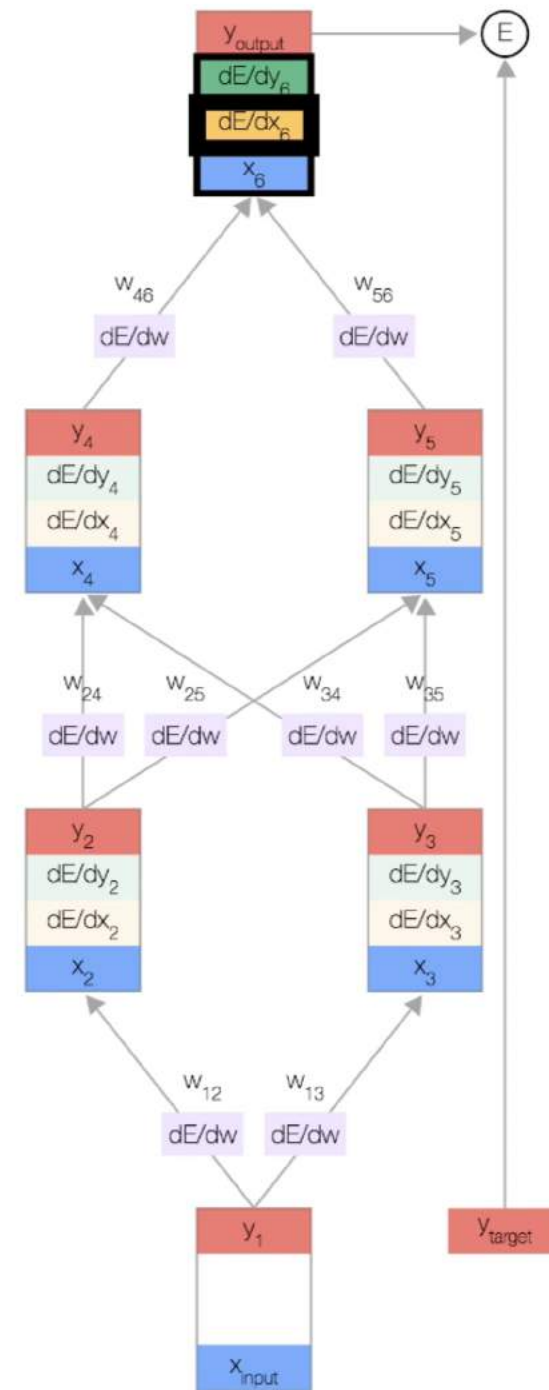 y_output
E
dE/dy_6
dE/dx_6
x_6
w_46 w_56
dE/dw dE/dw
y_4 y_5
dE/dy_4 dE/dy_5
dE/dx_4 dE/dx_5
x_4 x_5
w_24 w_25 w_34 w_35
dE/dw dE/dw dE/dw dE/dw
y_2 y_3
dE/dy_2 dE/dy_3
dE/dx_2 dE/dx_3
x_2 x_3
w_12 w_13
dE/dw dE/dw
y_1 y_target
x_input